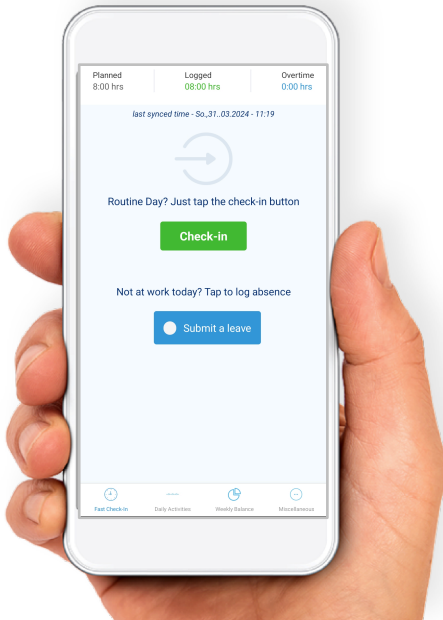 Planned Logged Overtime
8:00 hrs 08:00 hrs 0:00 hrs
last synced time - So.,31..03.2024 - 11:19
Routine Day? Just tap the check-in button
Check-in
Not at work today? Tap to log absence
Submit a leave
Fast Check-In Daily Activities Weekly Balance Miscellaneous